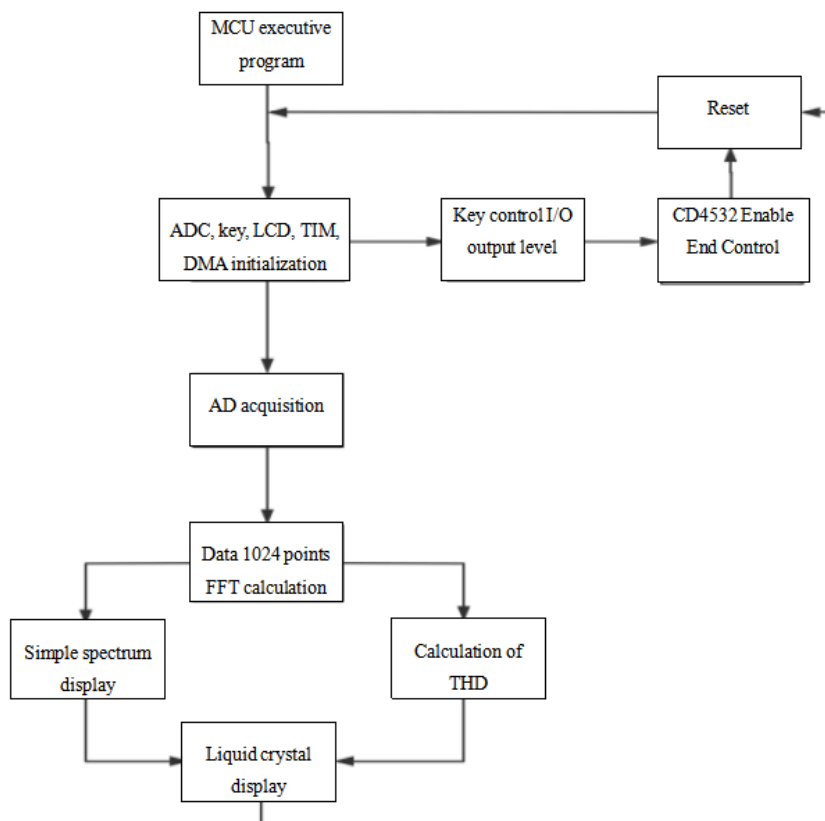 MCU executive
program
Reset
ADC, key, LCD, TIM,
DMA initialization
Key control I/O
output level
CD4532 Enable
End Control
AD acquisition
Data 1024 points
FFT calculation
Simple spectrum
display
Calculation of
THD
Liquid crystal
display